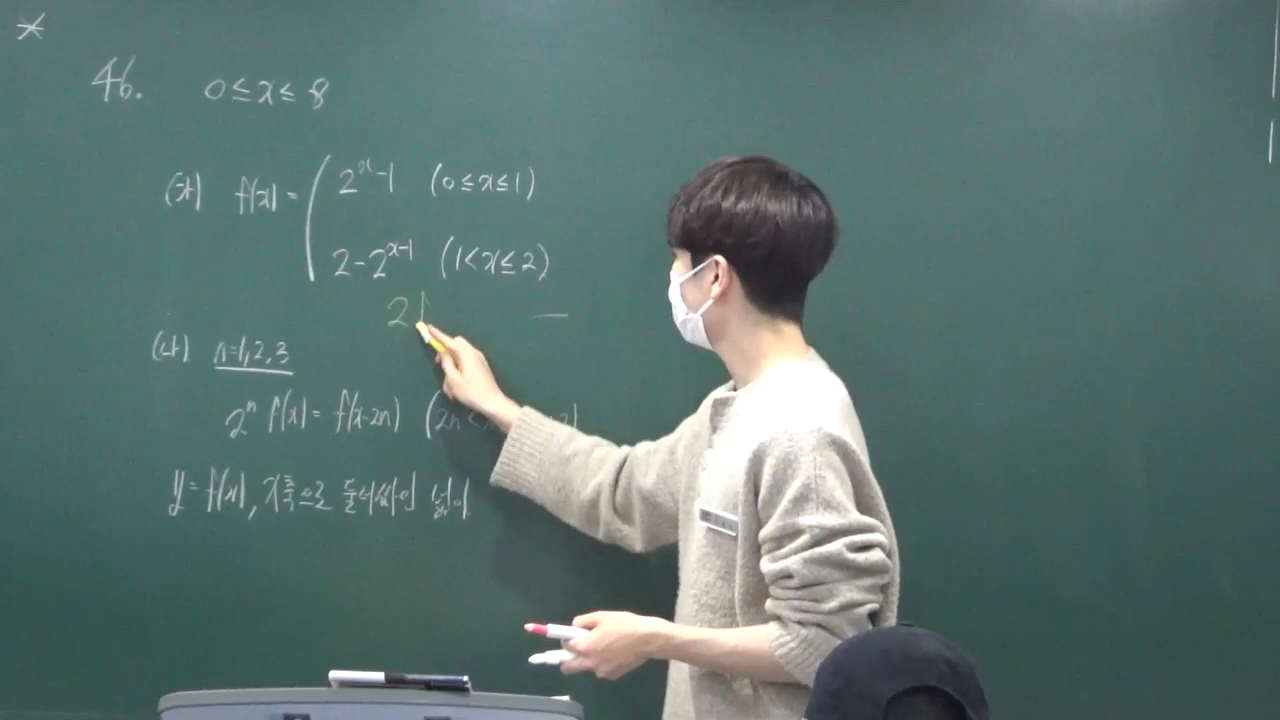 46. 0≤x≤8
(가) f(x)= 2^x-1 (0≤x≤1)
2-2^{x-1} (1<x≤2)
2
(나) n=1,2,3
2^n f(x)= f(x-2n) (2n<x
y=f(x), x축으로 둘러싸인 넓이